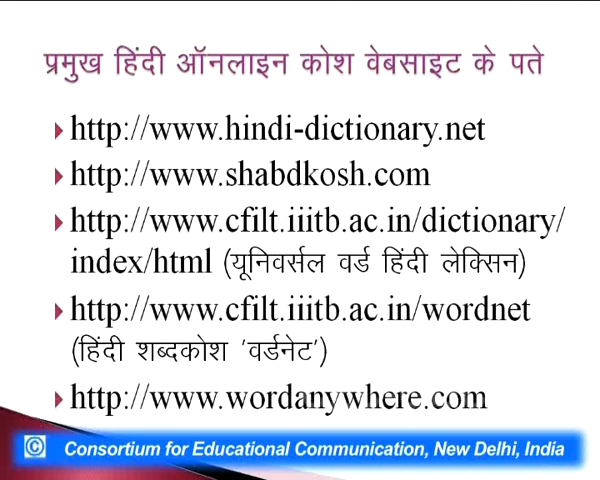 प्रमुख हिंदी ऑनलाइन कोश वेबसाइट के पते
http://www.hindi-dictionary.net
http://www.shabdkosh.com
http://www.cfilt.iiitb.ac.in/dictionary/
index/html (यूनिवर्सल वर्ड हिंदी लेक्सिन)
http://www.cfilt.iiitb.ac.in/wordnet
(हिंदी शब्दकोश 'वर्डनेट')
http://www.wordanywhere.com
© Consortium for Educational Communication, New Delhi, India